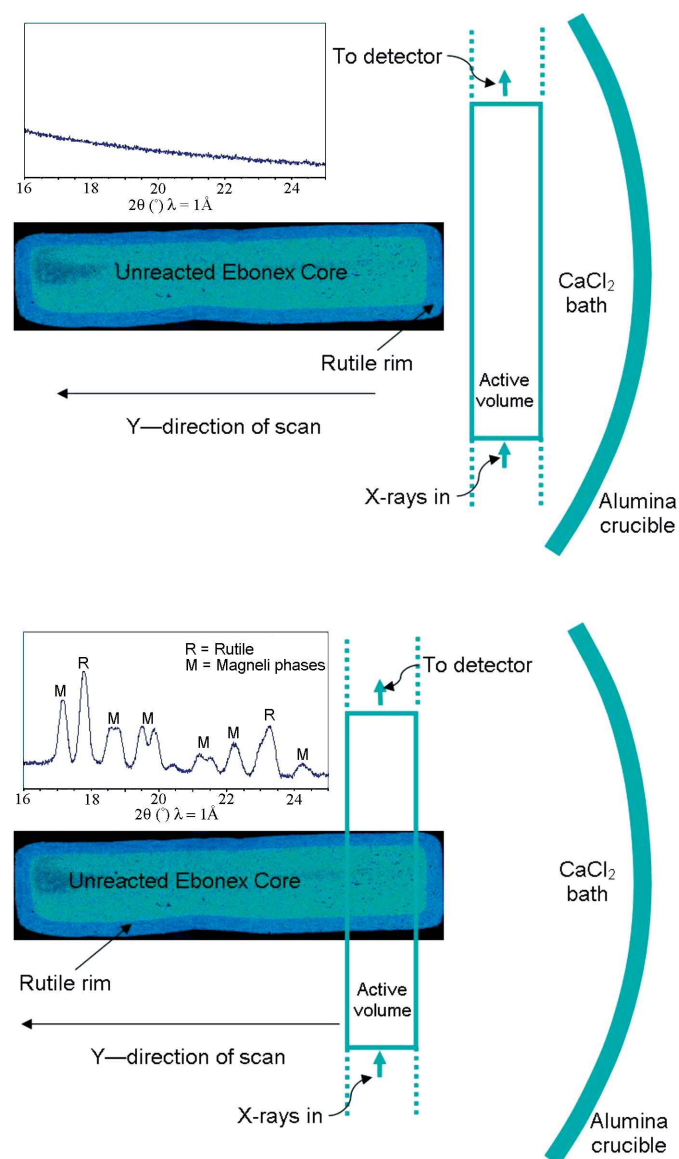 To detector
16 18 20 22 24
2θ (°) λ = 1Å
Unreacted Ebonex Core
CaCl₂
bath
Rutile rim
Active
volume
Y—direction of scan
X-rays in
Alumina
crucible
R = Rutile
M = Magneli phases
R
M
M
M
M
M
R
M
To detector
16 18 20 22 24
2θ (°) λ = 1Å
CaCl₂
bath
Unreacted Ebonex Core
Rutile rim
Active
volume
Y—direction of scan
X-rays in
Alumina
crucible